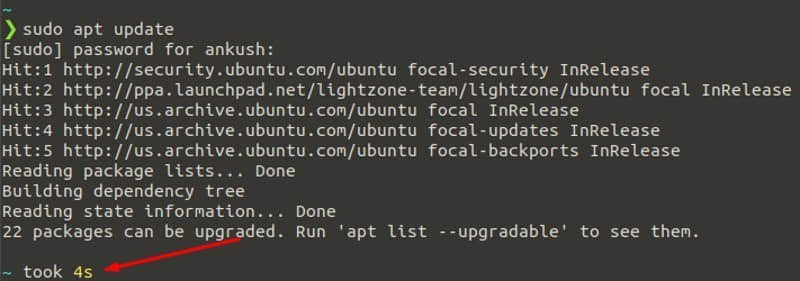 ~
❯ sudo apt update
[sudo] password for ankush:
Hit:1 http://security.ubuntu.com/ubuntu focal-security InRelease
Hit:2 http://ppa.launchpad.net/lightzone-team/lightzone/ubuntu focal InRelease
Hit:3 http://us.archive.ubuntu.com/ubuntu focal InRelease
Hit:4 http://us.archive.ubuntu.com/ubuntu focal-updates InRelease
Hit:5 http://us.archive.ubuntu.com/ubuntu focal-backports InRelease
Reading package lists... Done
Building dependency tree
Reading state information... Done
22 packages can be upgraded. Run 'apt list --upgradable' to see them.
~ took 4s